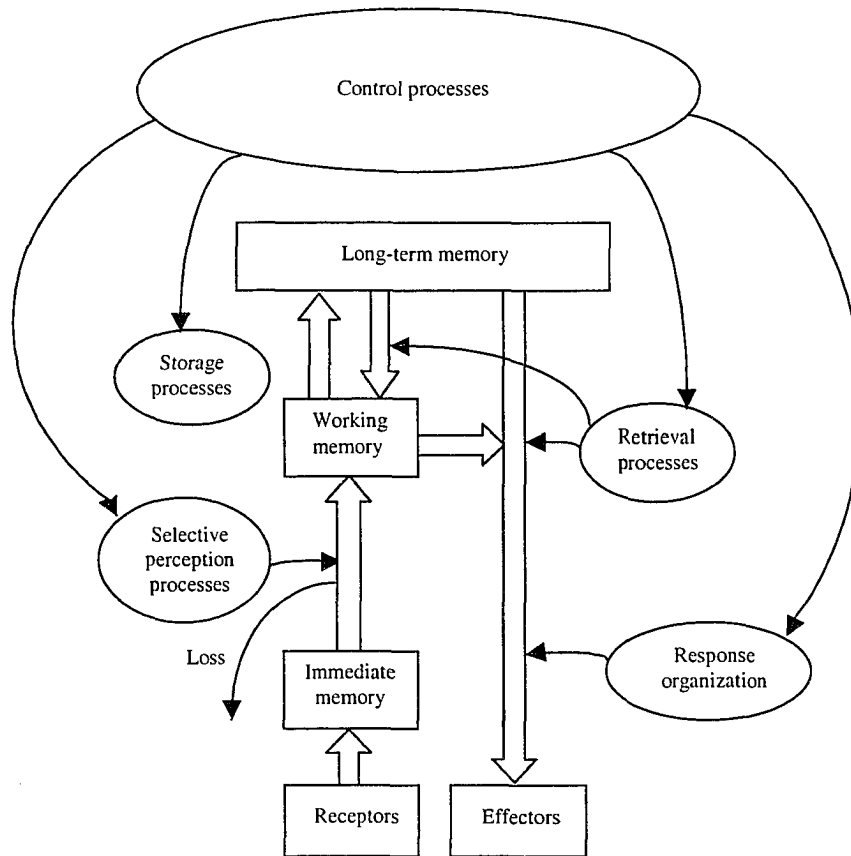 Control processes
Long-term memory
Storage
processes
Working
memory
Retrieval
processes
Selective
perception
processes
Loss
Immediate
memory
Response
organization
Receptors
Effectors